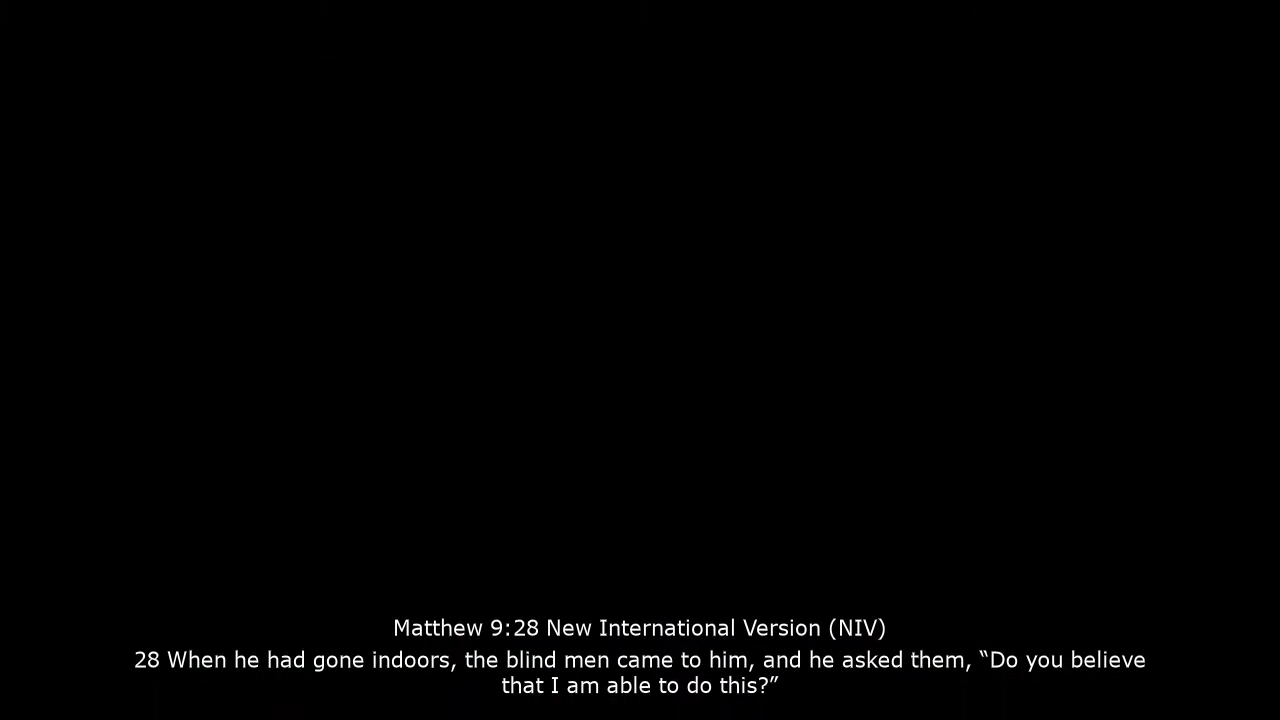 Matthew 9:28 New International Version (NIV)
28 When he had gone indoors, the blind men came to him, and he asked them, “Do you believe
that I am able to do this?”